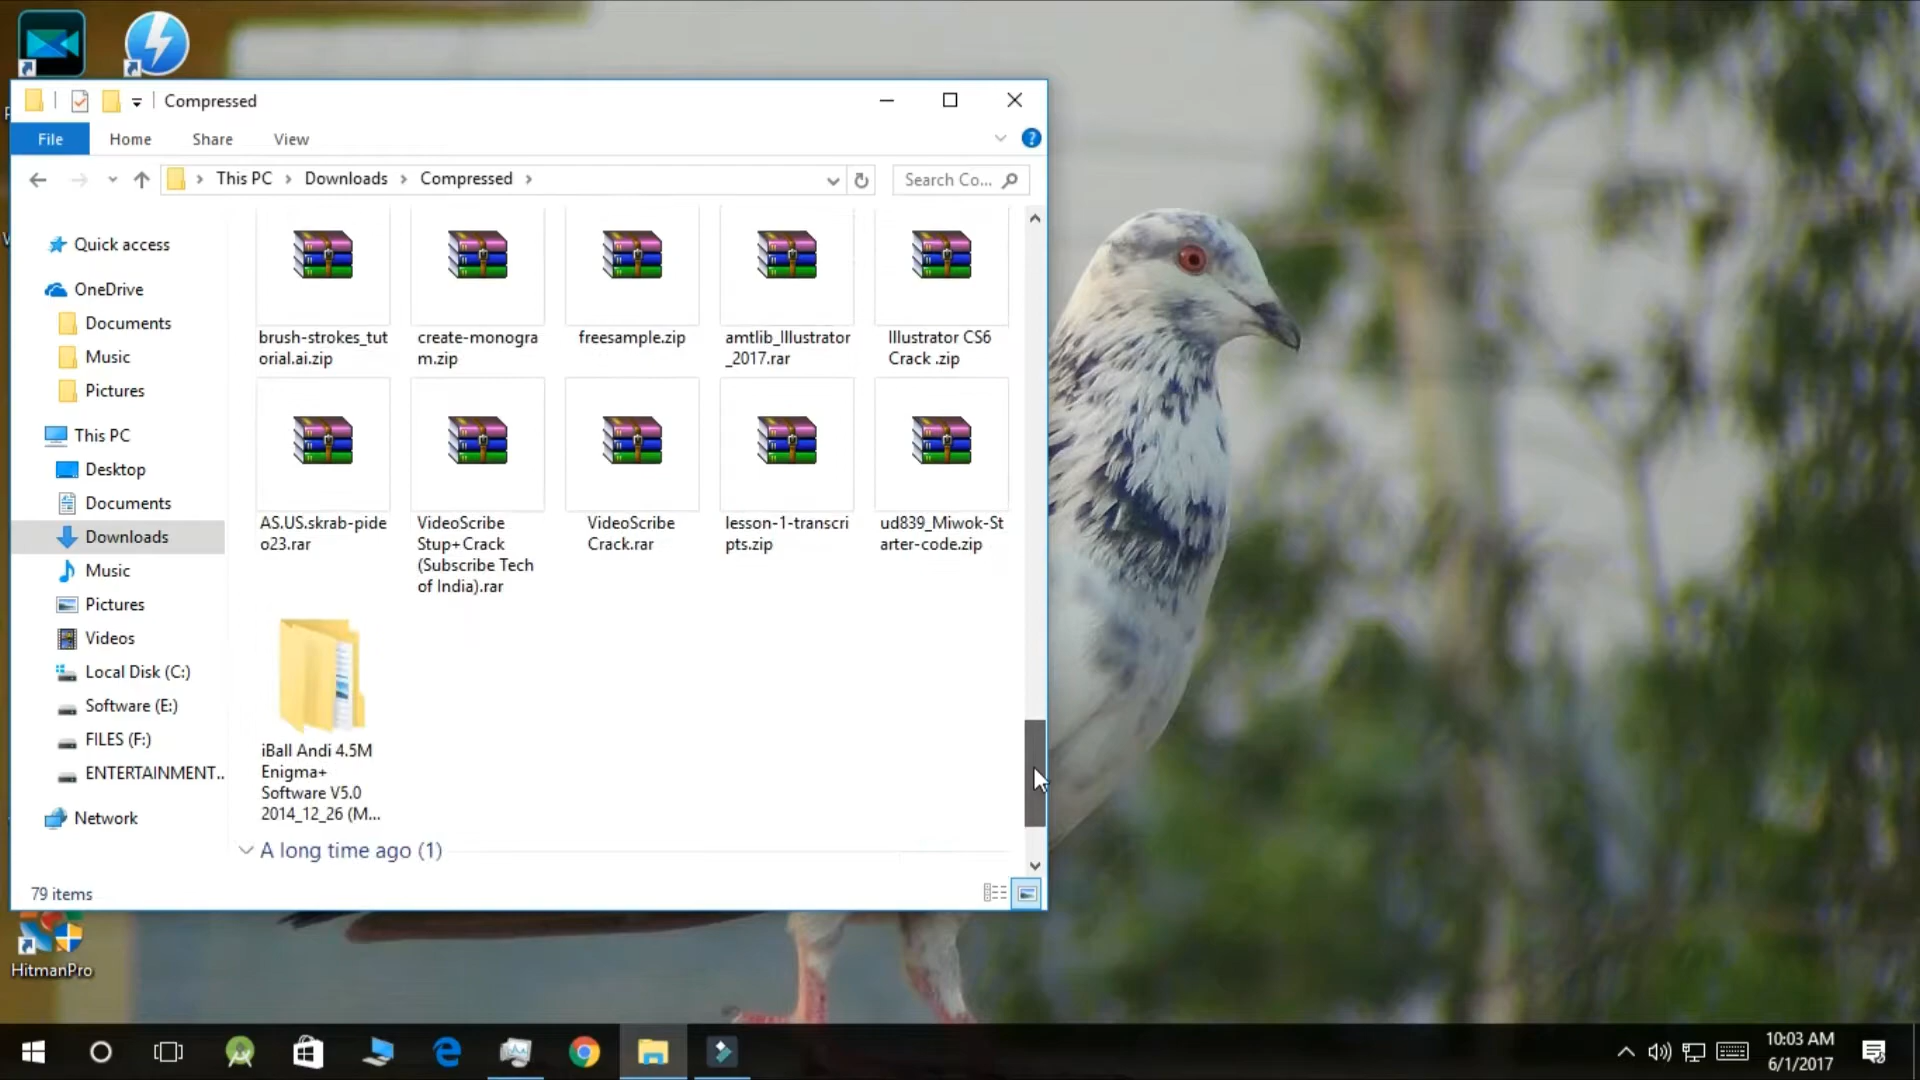 Compressed
File
Home
Share
View
This PC
Downloads
Compressed
Search Co...
Quick access
OneDrive
Documents
Music
Pictures
This PC
Desktop
Documents
Downloads
Music
Pictures
Videos
Local Disk (C:)
Software (E:)
FILES (F:)
ENTERTAINMENT..
Network
brush-strokes_tut
orial.ai.zip
create-monogra
m.zip
freesample.zip
amtlib_Illustrator
_2017.rar
Illustrator CS6
Crack .zip
AS.US.skrab-pide
o23.rar
VideoScribe
Stup+Crack
(Subscribe Tech
of India).rar
VideoScribe
Crack.rar
lesson-1-transcri
pts.zip
ud839_Miwok-St
arter-code.zip
iBall Andi 4.5M
Enigma+
Software V5.0
2014_12_26 (M...
A long time ago (1)
79 items
HitmanPro
10:03 AM
6/1/2017